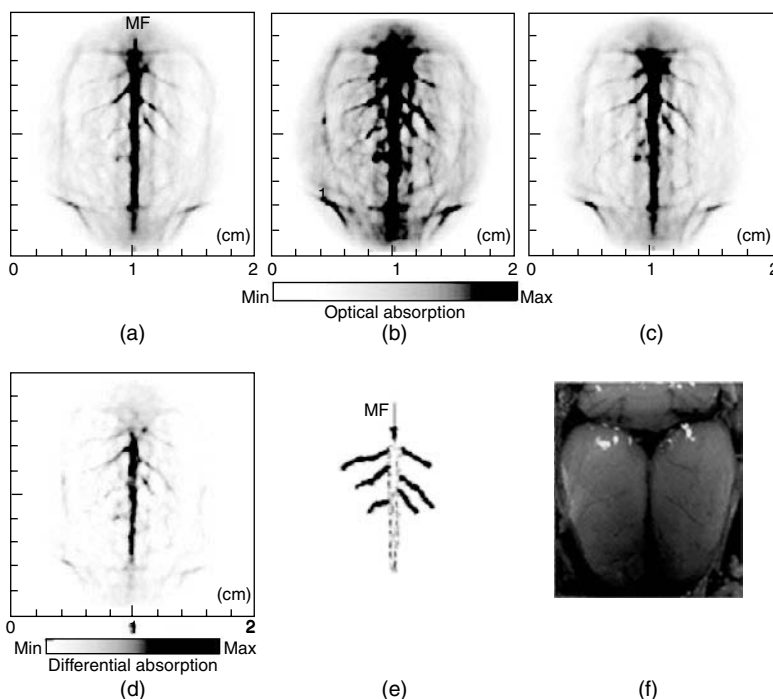 MF
(cm)
0 1 2
(a)
1
(cm)
0 1 2
Min Max
Optical absorption
(b)
(cm)
0 1 2
(c)
(cm)
0 1 2
Min Max
Differential absorption
(d)
MF
(e)
(f)